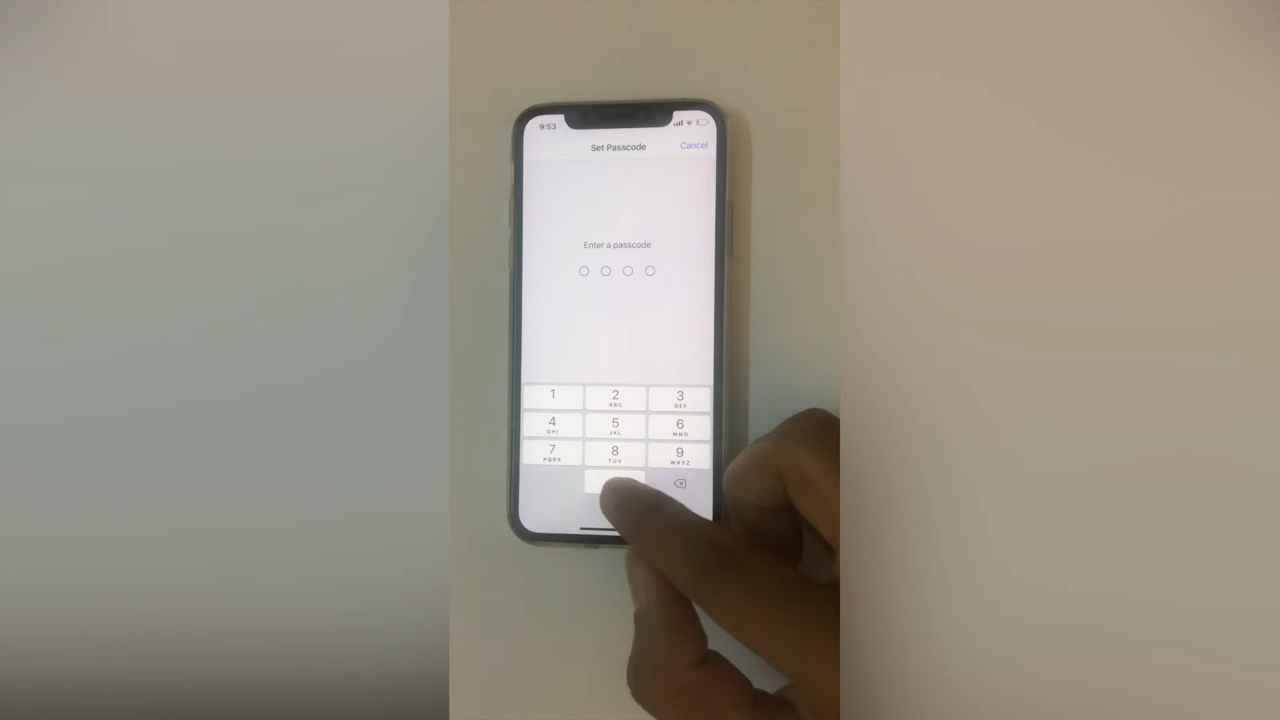 9:53
Set Passcode
Cancel
Enter a passcode
1
2
ABC
3
DEF
4
GHI
5
JKL
6
MNO
7
PQRS
8
TUV
9
WXYZ